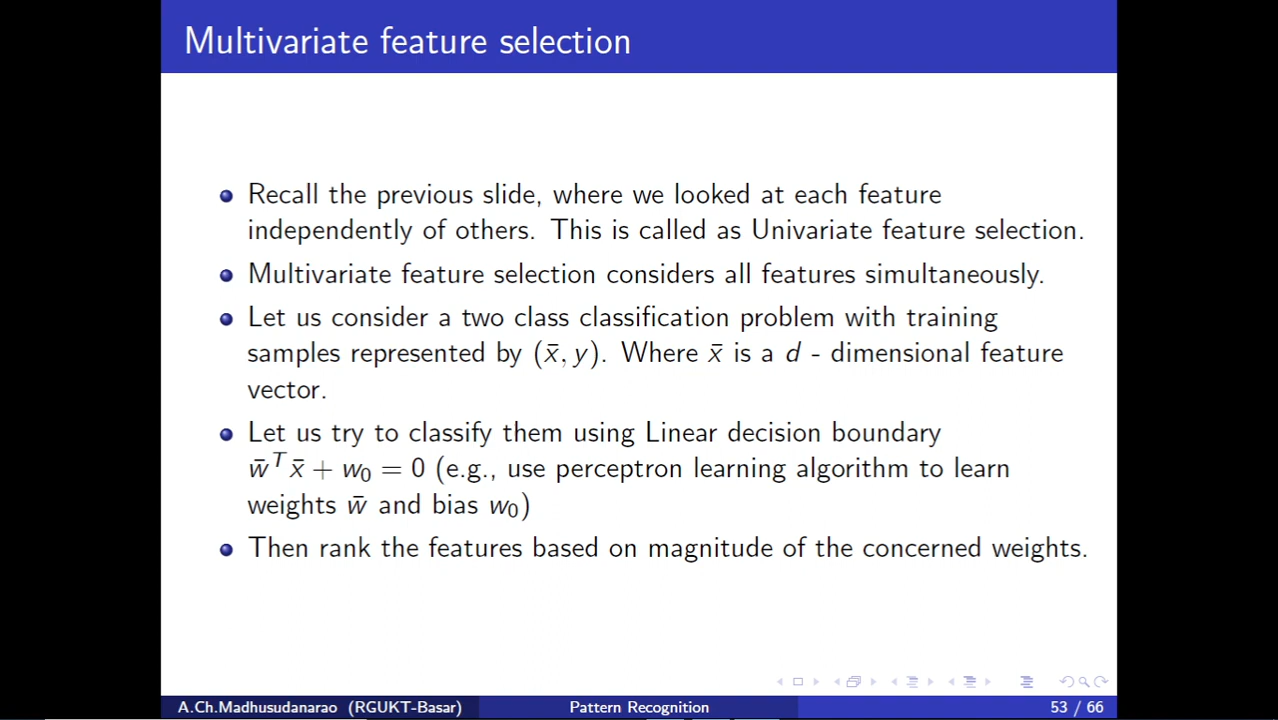 Multivariate feature selection
Recall the previous slide, where we looked at each feature
independently of others. This is called as Univariate feature selection.
Multivariate feature selection considers all features simultaneously.
Let us consider a two class classification problem with training
samples represented by (x̄, y). Where x̄ is a d - dimensional feature
vector.
Let us try to classify them using Linear decision boundary
w̄ᵀx̄ + w₀ = 0 (e.g., use perceptron learning algorithm to learn
weights w̄ and bias w₀)
Then rank the features based on magnitude of the concerned weights.
A.Ch.Madhusudanarao (RGUKT-Basar) Pattern Recognition 53 / 66